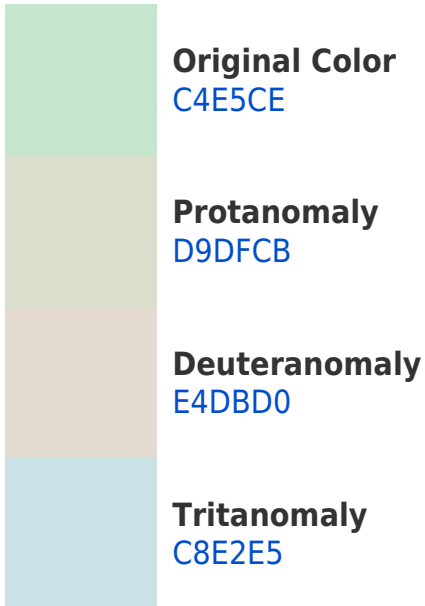 Original Color
C4E5CE
Protanomaly
D9DFCB
Deuteranomaly
E4DBD0
Tritanomaly
C8E2E5